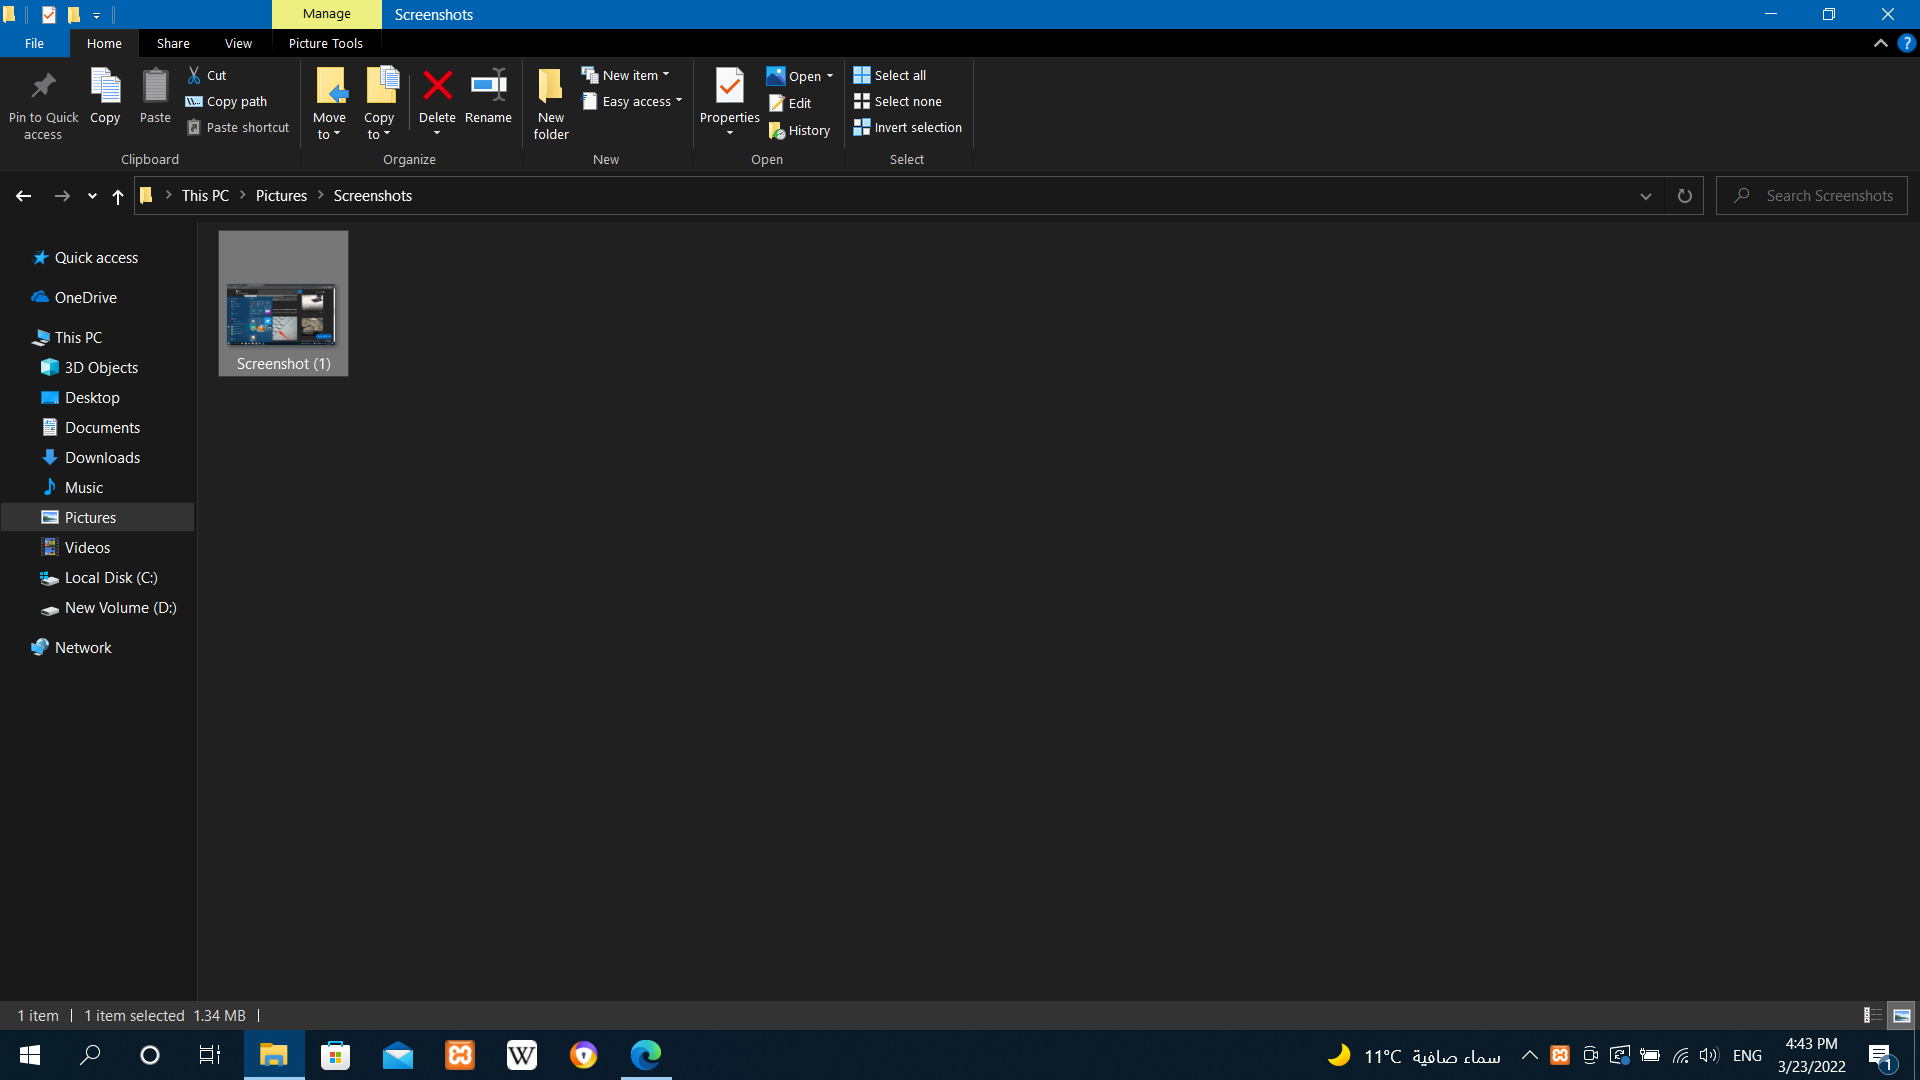 Manage
Screenshots
File
Home
Share
View
Picture Tools
Pin to Quick access
Copy
Paste
Cut
Copy path
Paste shortcut
Clipboard
Move to
Copy to
Delete
Rename
Organize
New folder
New item
Easy access
New
Properties
Open
Edit
History
Open
Select all
Select none
Invert selection
Select
This PC
Pictures
Screenshots
Search Screenshots
Quick access
OneDrive
This PC
3D Objects
Desktop
Documents
Downloads
Music
Pictures
Videos
Local Disk (C:)
New Volume (D:)
Network
Screenshot (1)
1 item
1 item selected 1.34 MB
W
11°C سماء صافية
ENG
4:43 PM
3/23/2022
1